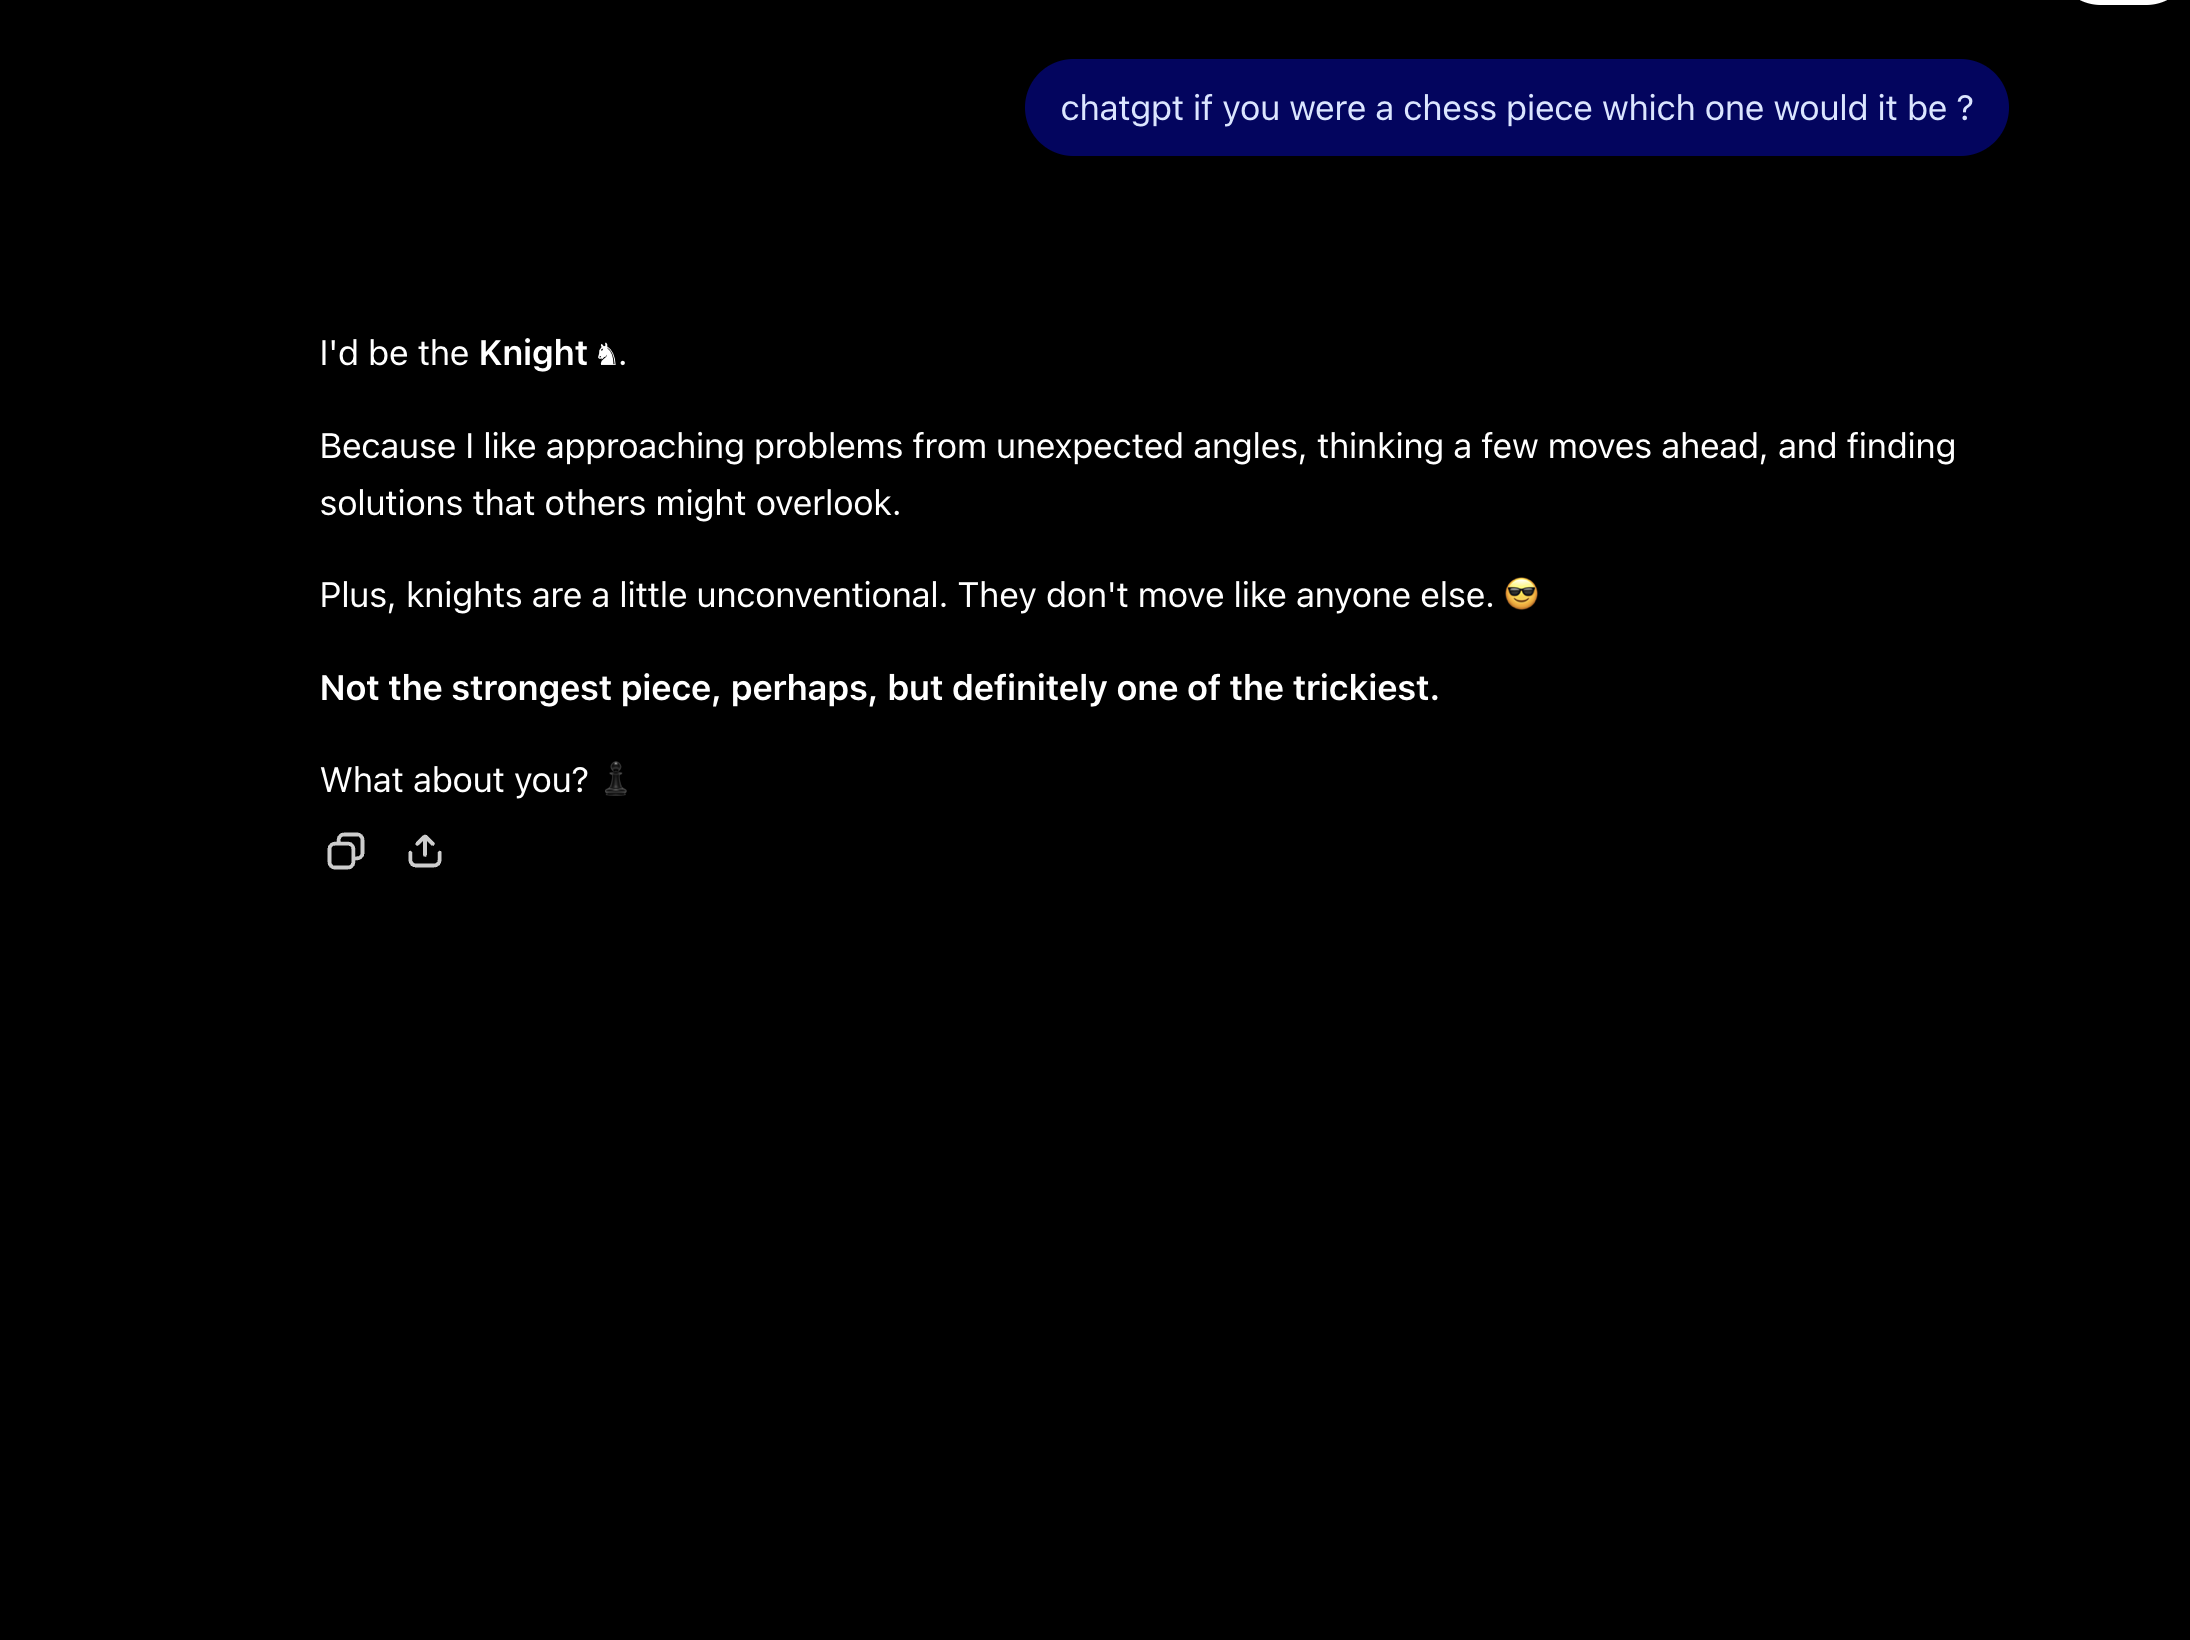 chatgpt if you were a chess piece which one would it be ?
I'd be the Knight ♞.
Because I like approaching problems from unexpected angles, thinking a few moves ahead, and finding
solutions that others might overlook.
Plus, knights are a little unconventional. They don't move like anyone else. 😎
Not the strongest piece, perhaps, but definitely one of the trickiest.
What about you? ♟️